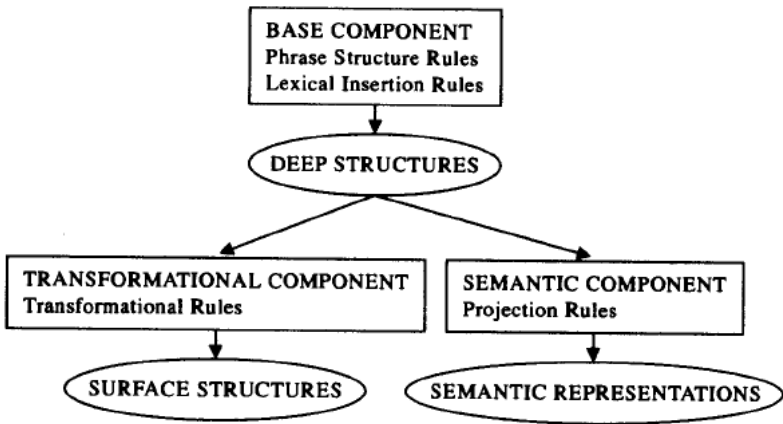 BASE COMPONENT
Phrase Structure Rules
Lexical Insertion Rules
DEEP STRUCTURES
TRANSFORMATIONAL COMPONENT
Transformational Rules
SEMANTIC COMPONENT
Projection Rules
SURFACE STRUCTURES
SEMANTIC REPRESENTATIONS